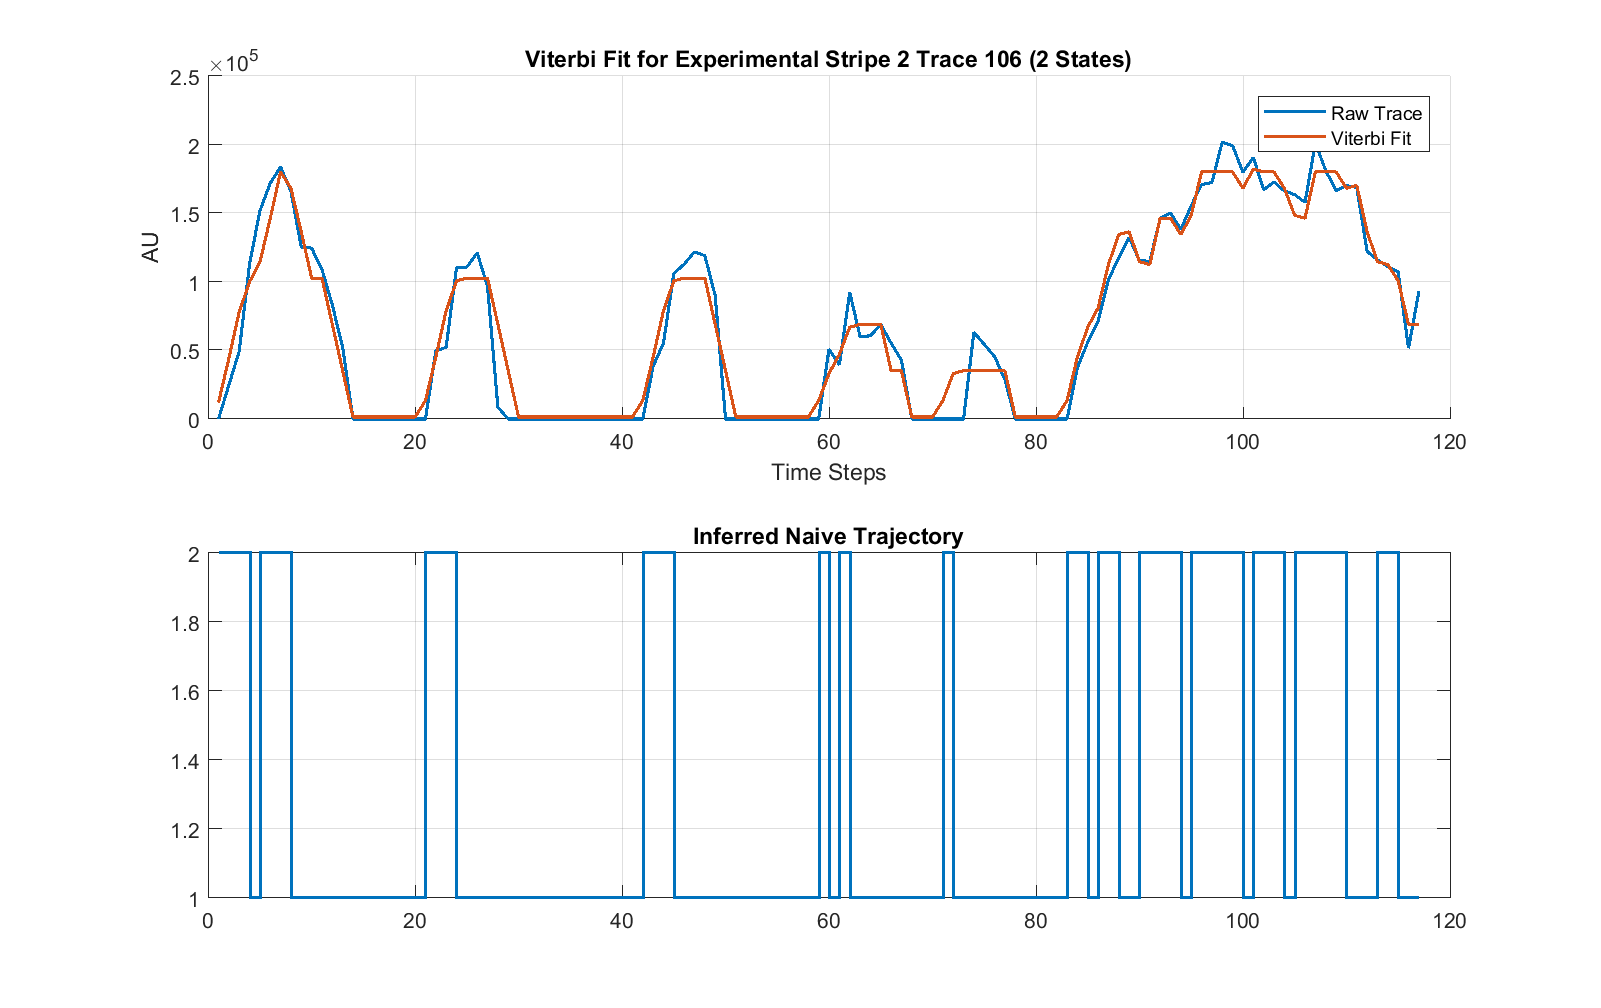 Viterbi Fit for Experimental Stripe 2 Trace 106 (2 States)
×10^5
2.5
2
1.5
1
0.5
0
AU
Raw Trace
Viterbi Fit
0 20 40 60 80 100 120
Time Steps
Inferred Naive Trajectory
2
1.8
1.6
1.4
1.2
1
0 20 40 60 80 100 120